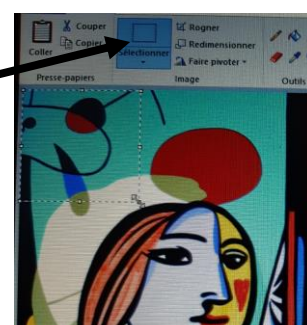 Coller
Couper
Copier
Presse-papiers
Sélectionner
Rogner
Redimensionner
Faire pivoter
Image
Outils